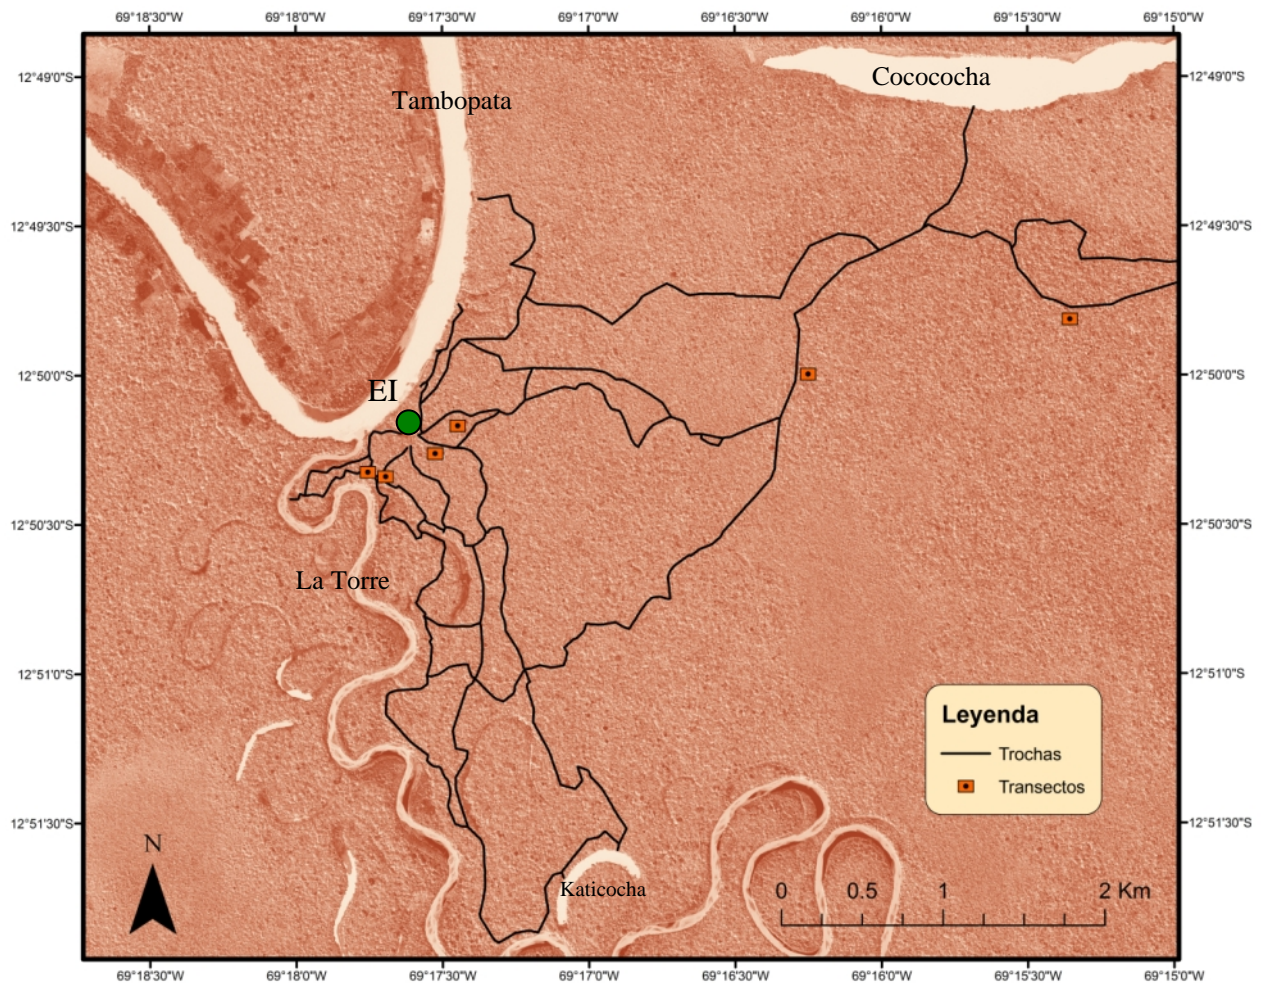 69°18'30"W 69°18'0"W 69°17'30"W 69°17'0"W 69°16'30"W 69°16'0"W 69°15'30"W 69°15'0"W
12°49'0"S 12°49'0"S
Cocococha
Tambopata
12°49'30"S 12°49'30"S
12°50'0"S 12°50'0"S
EI
12°50'30"S 12°50'30"S
La Torre
12°51'0"S 12°51'0"S
Leyenda
Trochas
Transectos
12°51'30"S 12°51'30"S
N
Katicocha
0 0.5 1 2 Km
69°18'30"W 69°18'0"W 69°17'30"W 69°17'0"W 69°16'30"W 69°16'0"W 69°15'30"W 69°15'0"W